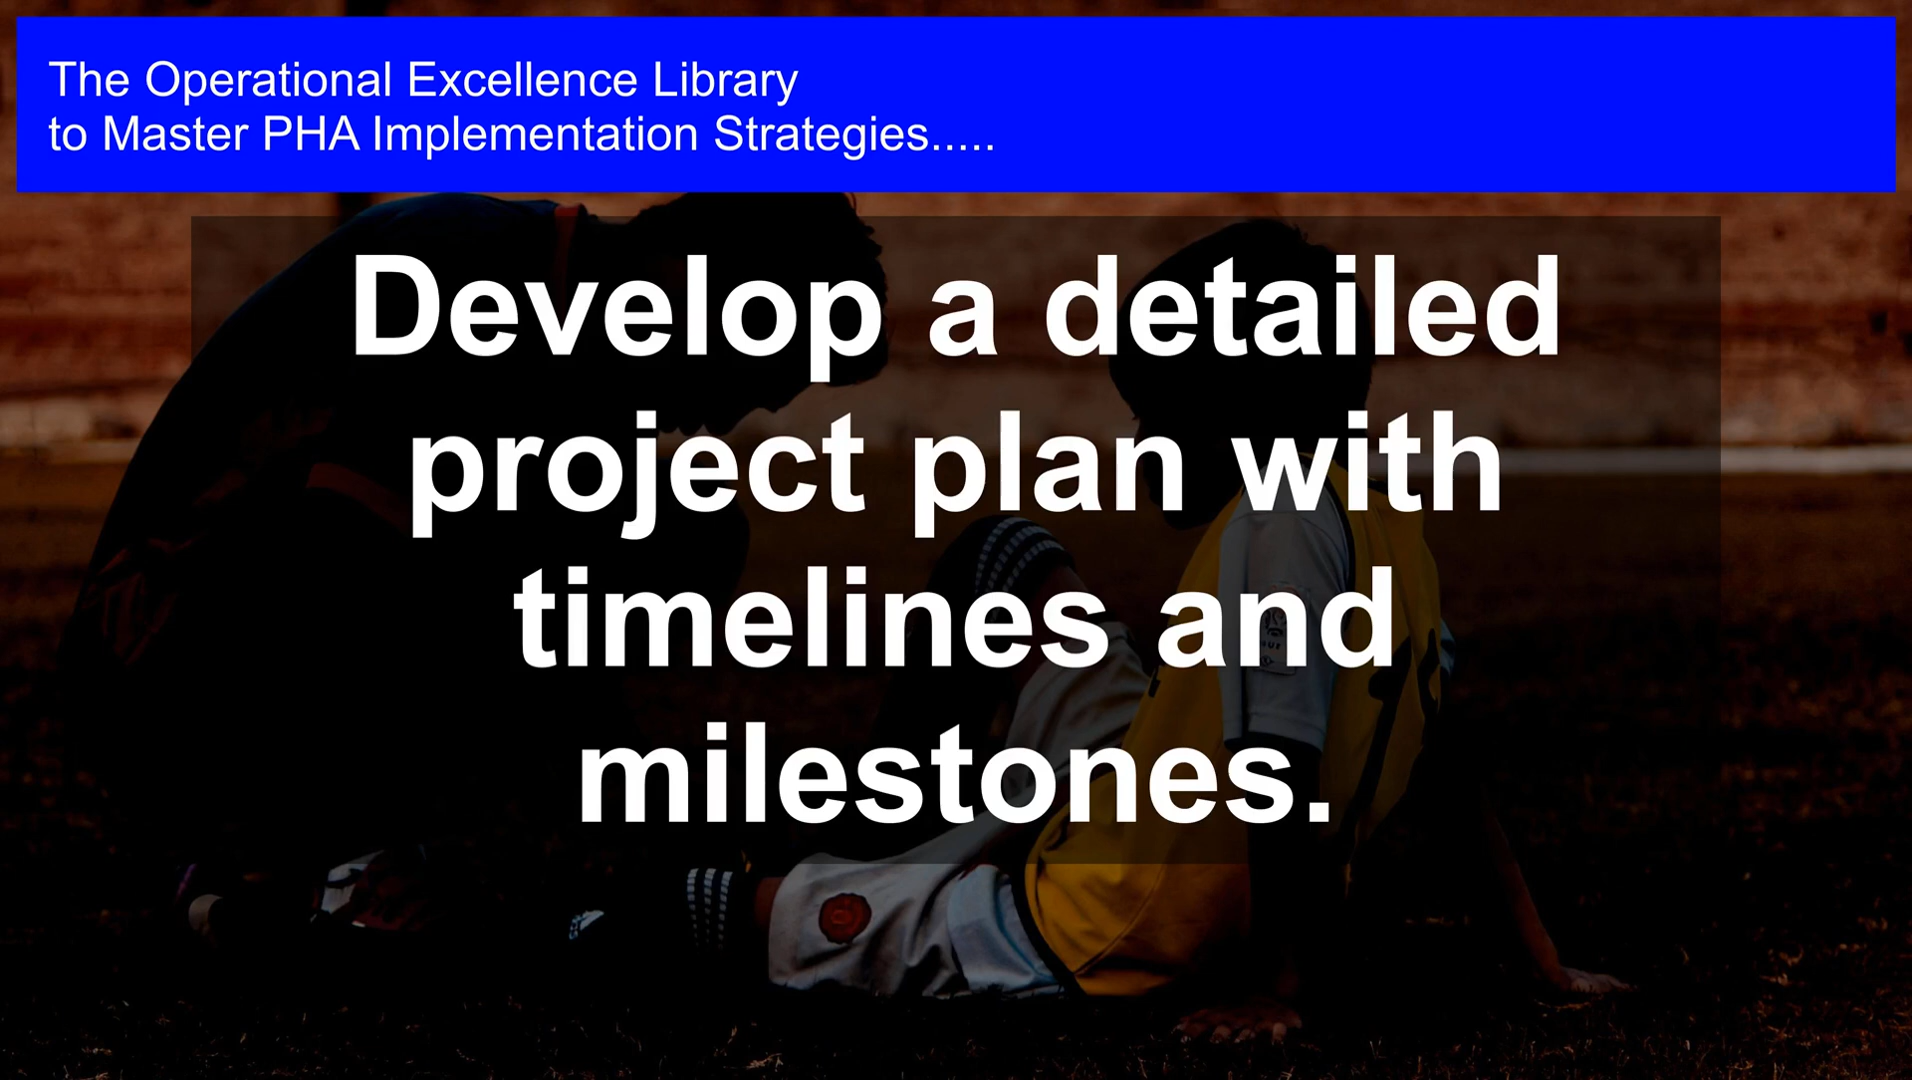 The Operational Excellence Library
to Master PHA Implementation Strategies.....
Develop a detailed
project plan with
timelines and
milestones.